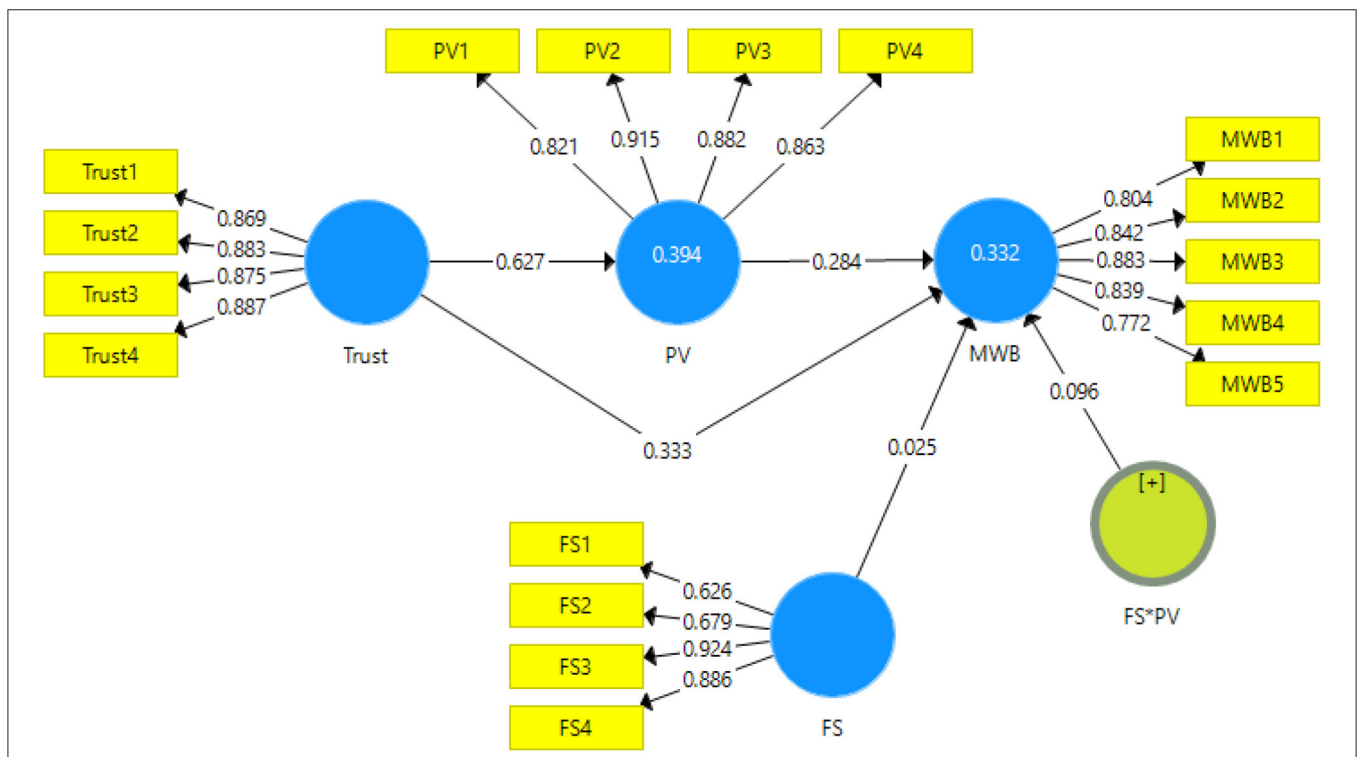 PV1 PV2 PV3 PV4
0.821 0.915 0.882 0.863
Trust1
Trust2
Trust3
Trust4
0.869
0.883
0.875
0.887
Trust
0.627
0.394
PV
0.284
0.332
MWB
0.804
0.842
0.883
0.839
0.772
MWB1
MWB2
MWB3
MWB4
MWB5
0.333
0.025
0.096
[+]
FS*PV
FS1
FS2
FS3
FS4
0.626
0.679
0.924
0.886
FS